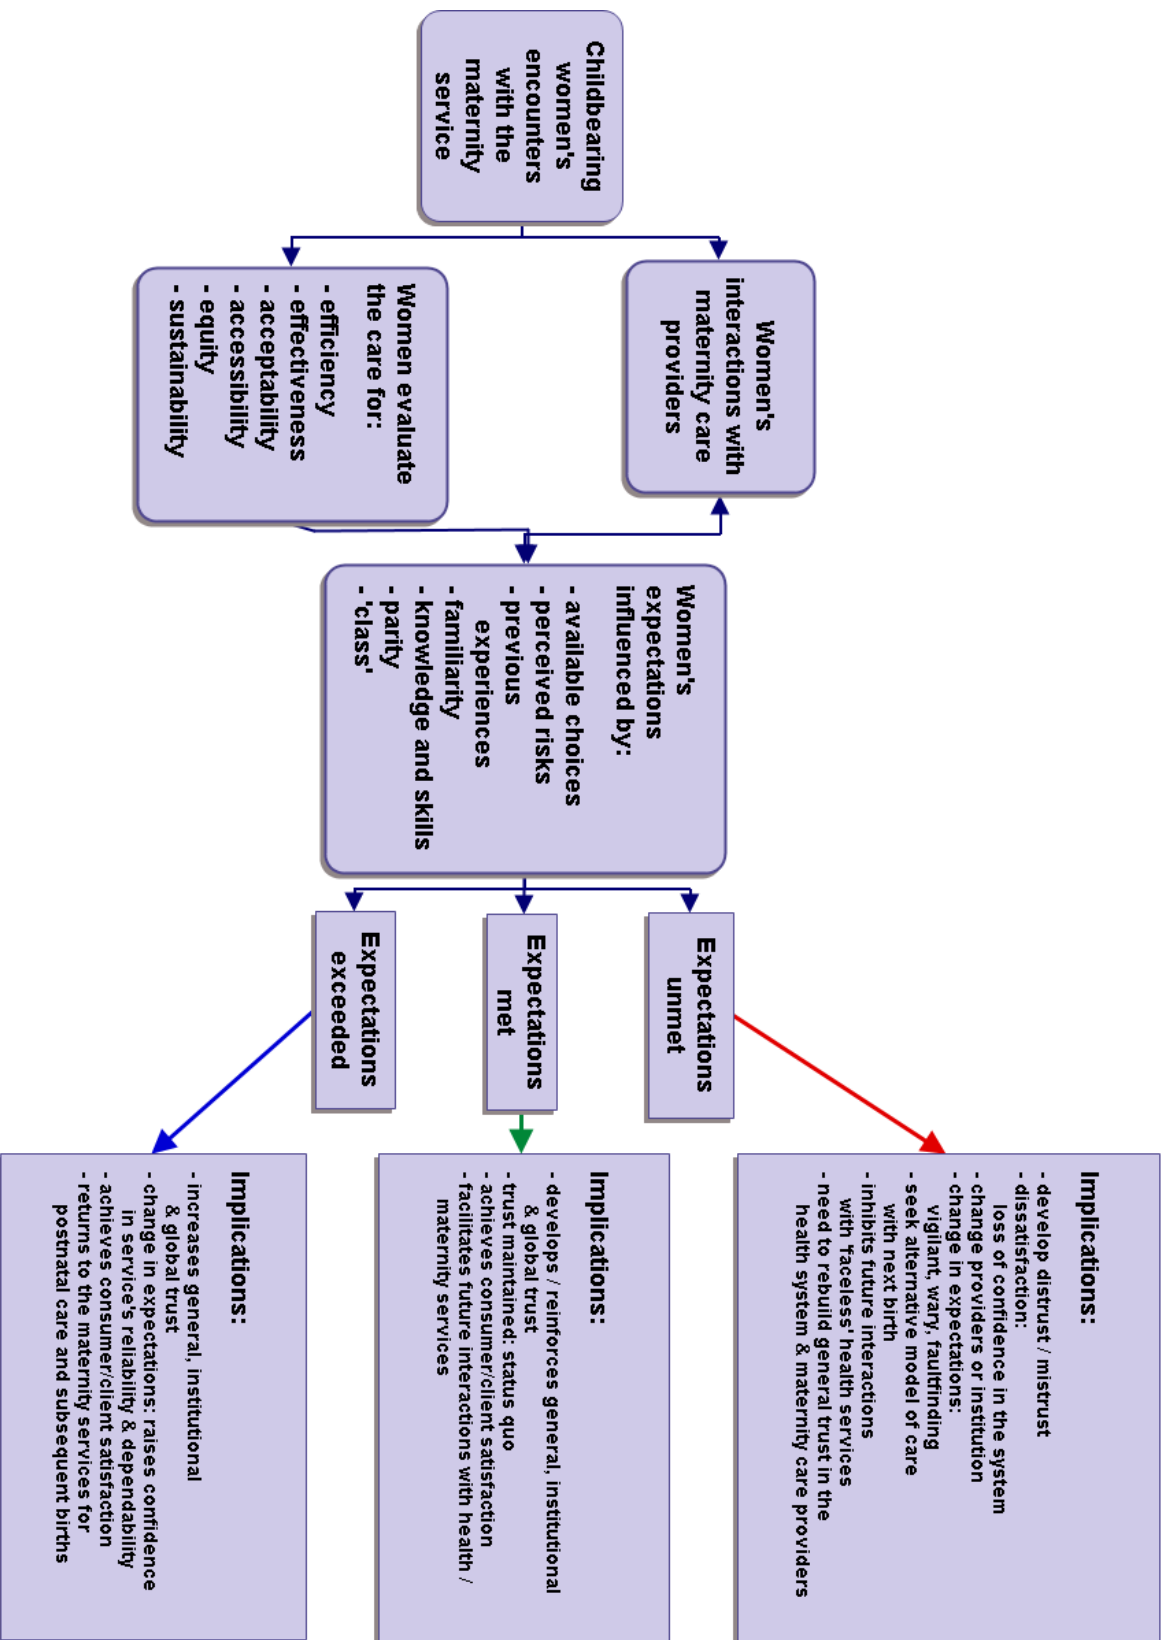 Childbearing
women's
encounters
with the
maternity
service
Women's
interactions with
maternity care
providers
Women evaluate
the care for:
- efficiency
- effectiveness
- acceptability
- accessibility
- equity
- sustainability
Women's
expectations
influenced by:
- available choices
- perceived risks
- previous
experiences
- familiarity
- knowledge and skills
- parity
- 'class'
Expectations
unmet
Expectations
met
Expectations
exceeded
Implications:
- develop distrust / mistrust
- dissatisfaction:
loss of confidence in the system
- change providers or institution
- change in expectations:
vigilant, wary, faultfinding
- seek alternative model of care
with next birth
- inhibits future interactions
with 'faceless' health services
- need to rebuild general trust in the
health system & maternity care providers
Implications:
- develops / reinforces general, institutional
& global trust
- trust maintained: status quo
- achieves consumer/client satisfaction
- facilitates future interactions with health /
maternity services
Implications:
- increases general, institutional
& global trust
- change in expectations: raises confidence
in service's reliability & dependability
- achieves consumer/client satisfaction
- returns to the maternity services for
postnatal care and subsequent births